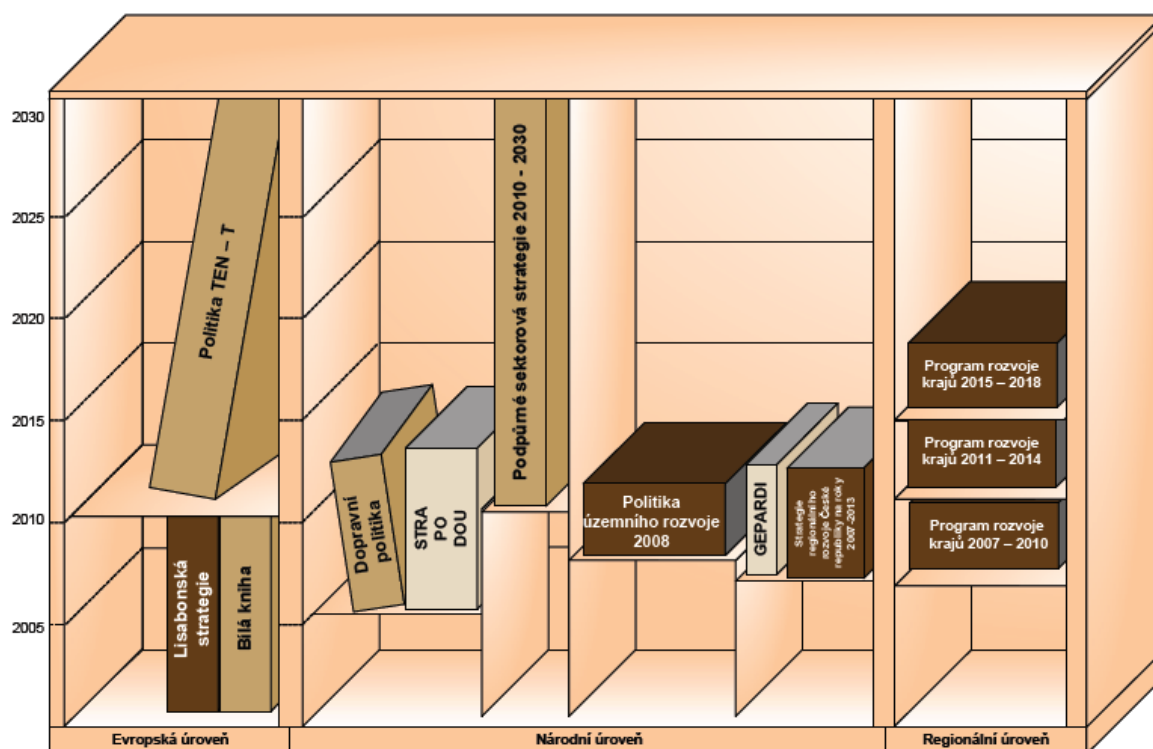 2030
2025
2020
2015
2010
2005
Politika TEN – T
Lisabonská
strategie
Bílá kniha
Dopravní
politika
STRA
PO
DOU
Podpůrné sektorová strategie 2010 - 2030
Politika
územního rozvoje
2008
GEPARDI
Strategie
regionálního
rozvoje České
republiky na roky
2007-2013
Program rozvoje
krajů 2015 – 2018
Program rozvoje
krajů 2011 – 2014
Program rozvoje
krajů 2007 – 2010
Evropská úroveň
Národní úroveň
Regionální úroveň